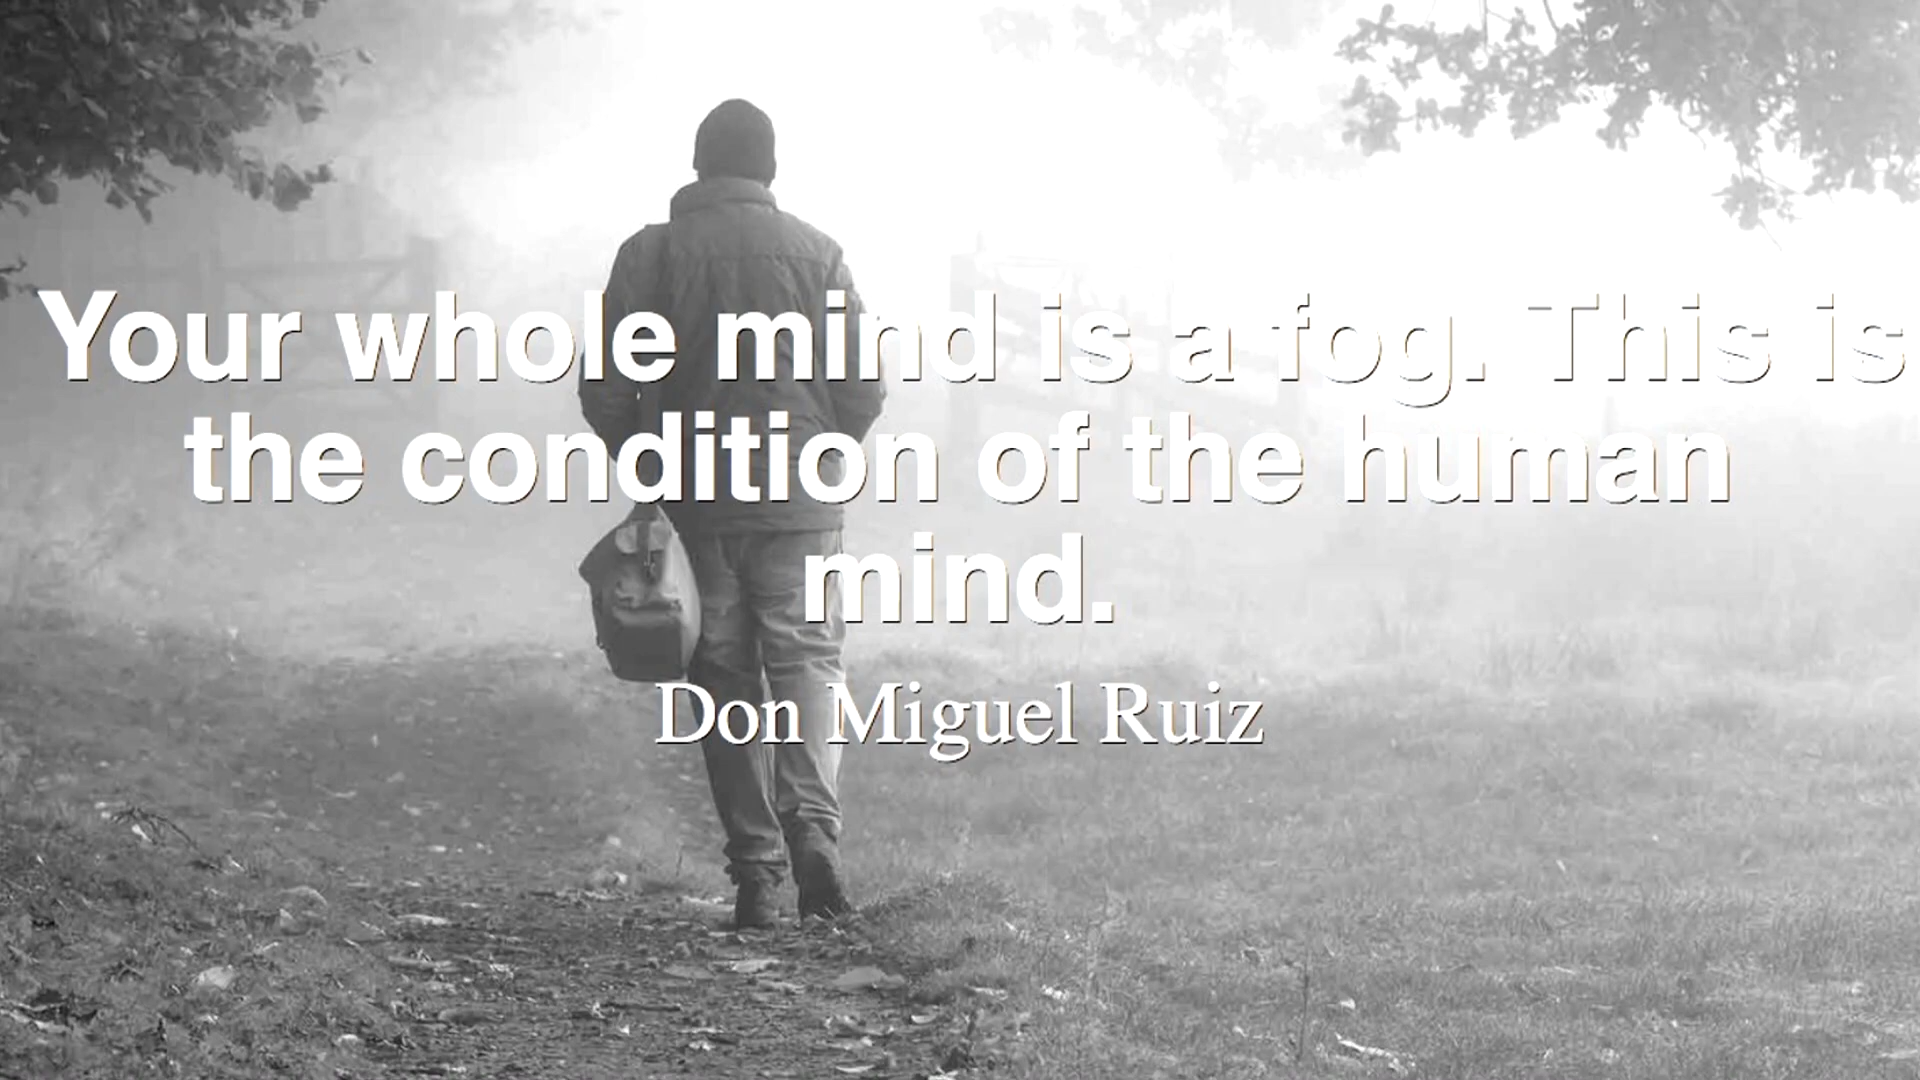 Your whole mind is a fog. This is
the condition of the human
mind.
Don Miguel Ruiz